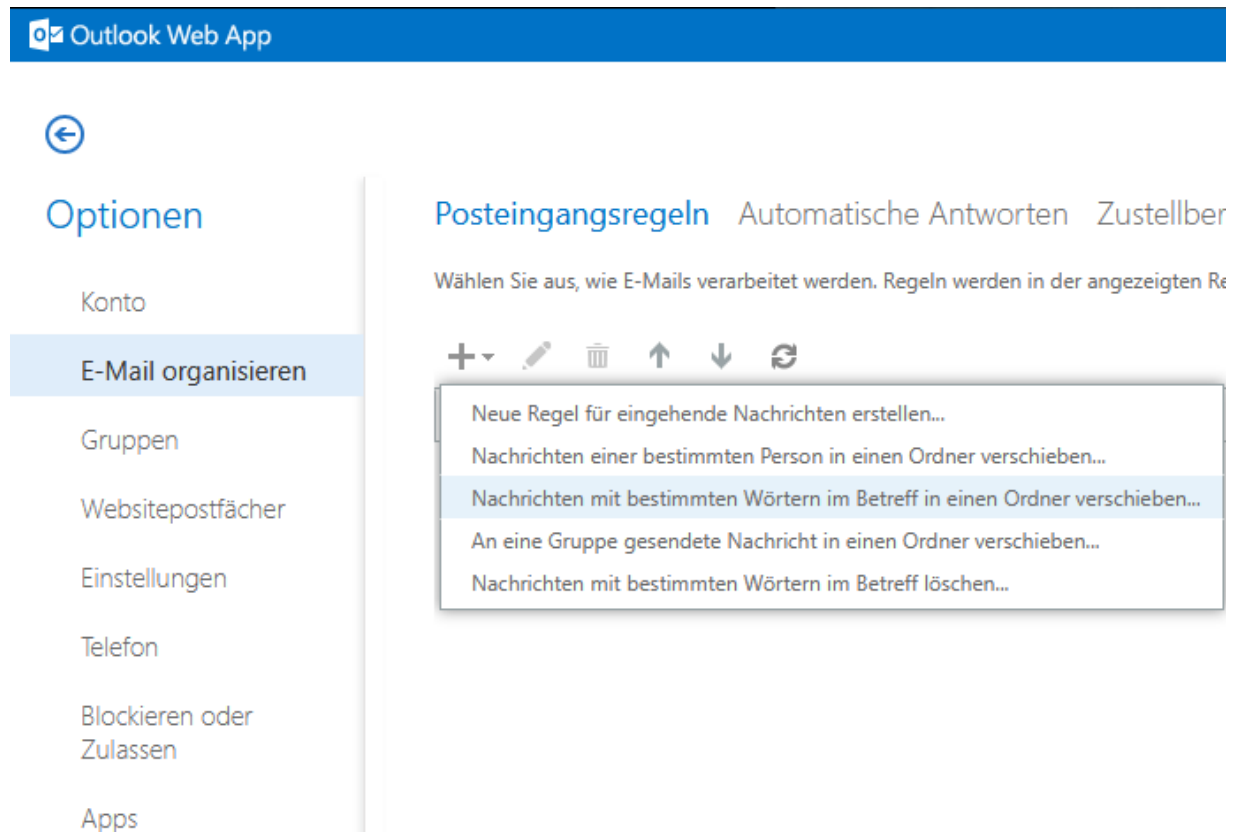 Outlook Web App
Optionen
Konto
E-Mail organisieren
Gruppen
Websitepostfächer
Einstellungen
Telefon
Blockieren oder
Zulassen
Apps
Posteingangsregeln Automatische Antworten Zustellber
Wählen Sie aus, wie E-Mails verarbeitet werden. Regeln werden in der angezeigten Re
Neue Regel für eingehende Nachrichten erstellen...
Nachrichten einer bestimmten Person in einen Ordner verschieben...
Nachrichten mit bestimmten Wörtern im Betreff in einen Ordner verschieben...
An eine Gruppe gesendete Nachricht in einen Ordner verschieben...
Nachrichten mit bestimmten Wörtern im Betreff löschen...